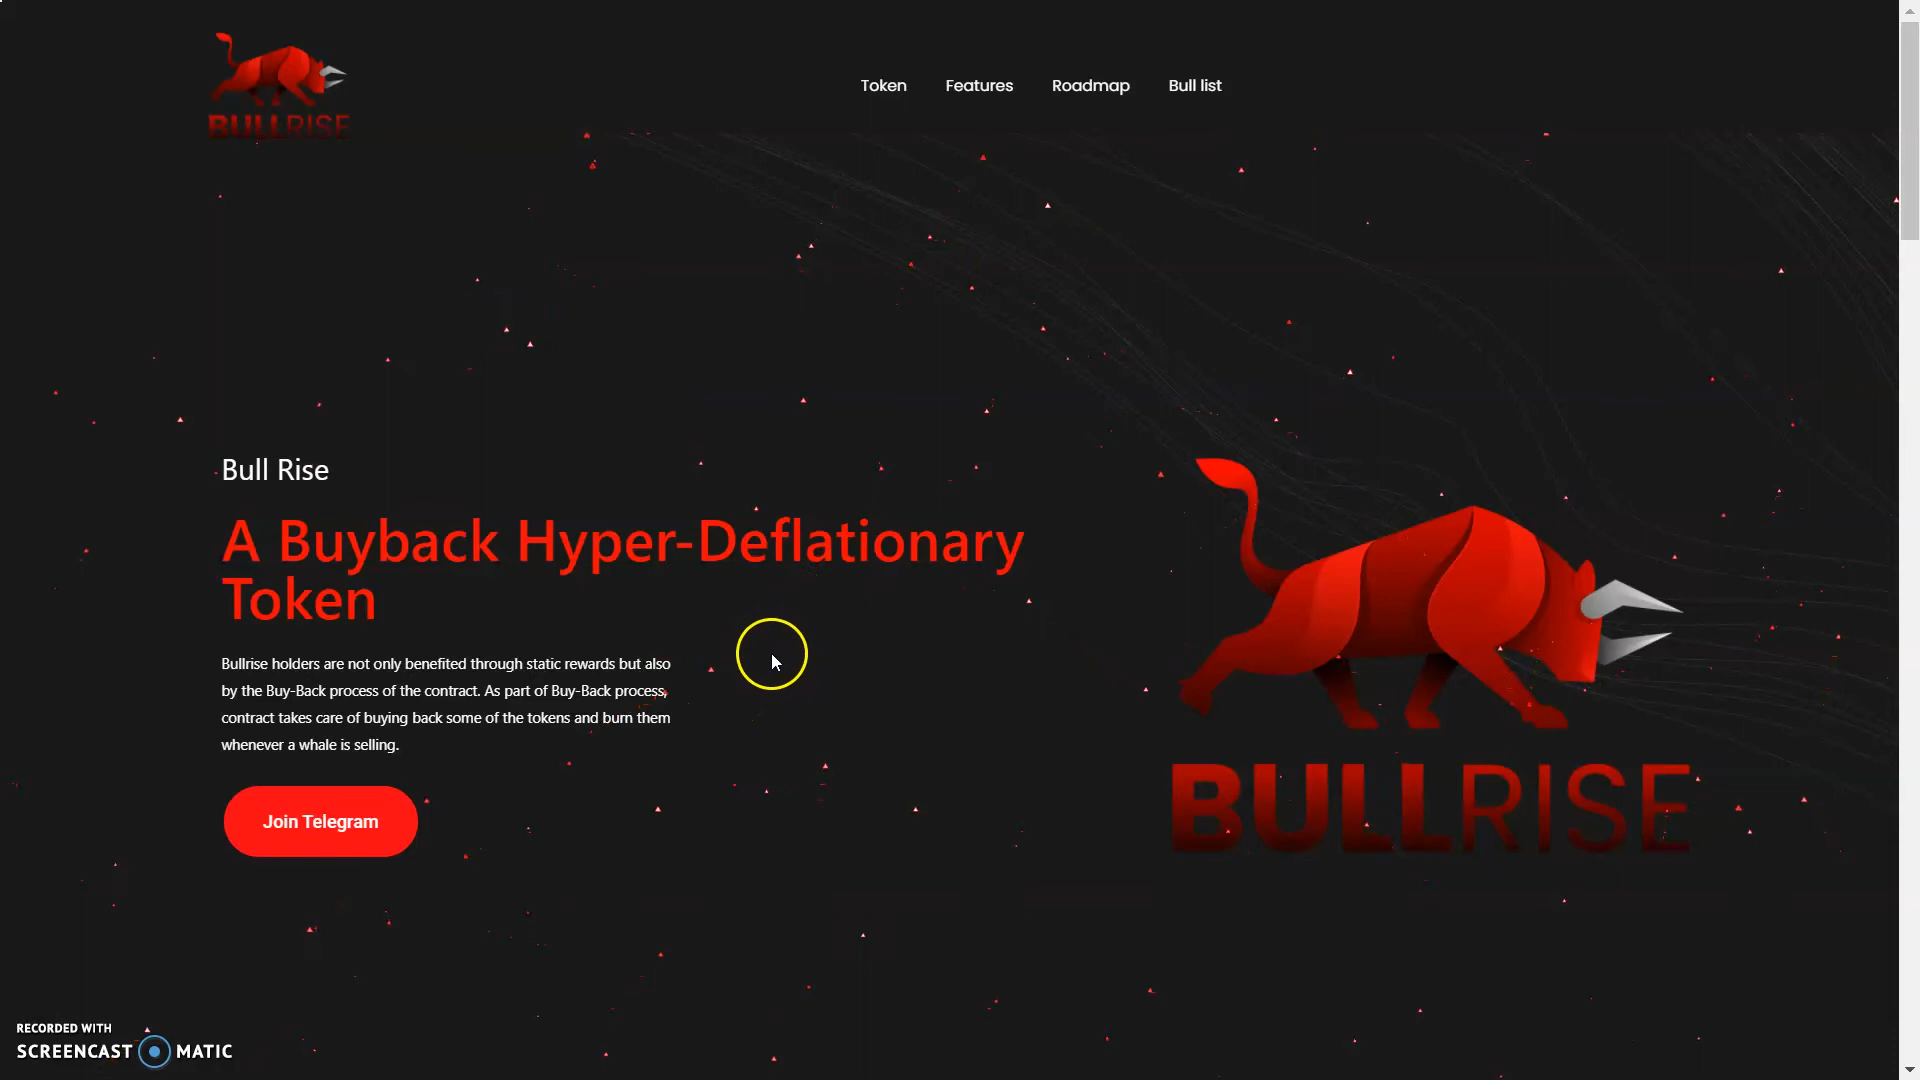 BULLRISE
Token
Features
Roadmap
Bull list
Bull Rise
A Buyback Hyper-Deflationary
Token
Bullrise holders are not only benefited through static rewards but also
by the Buy-Back process of the contract. As part of Buy-Back process,
contract takes care of buying back some of the tokens and burn them
whenever a whale is selling.
Join Telegram
BULLRISE
RECORDED WITH
SCREENCAST MATIC